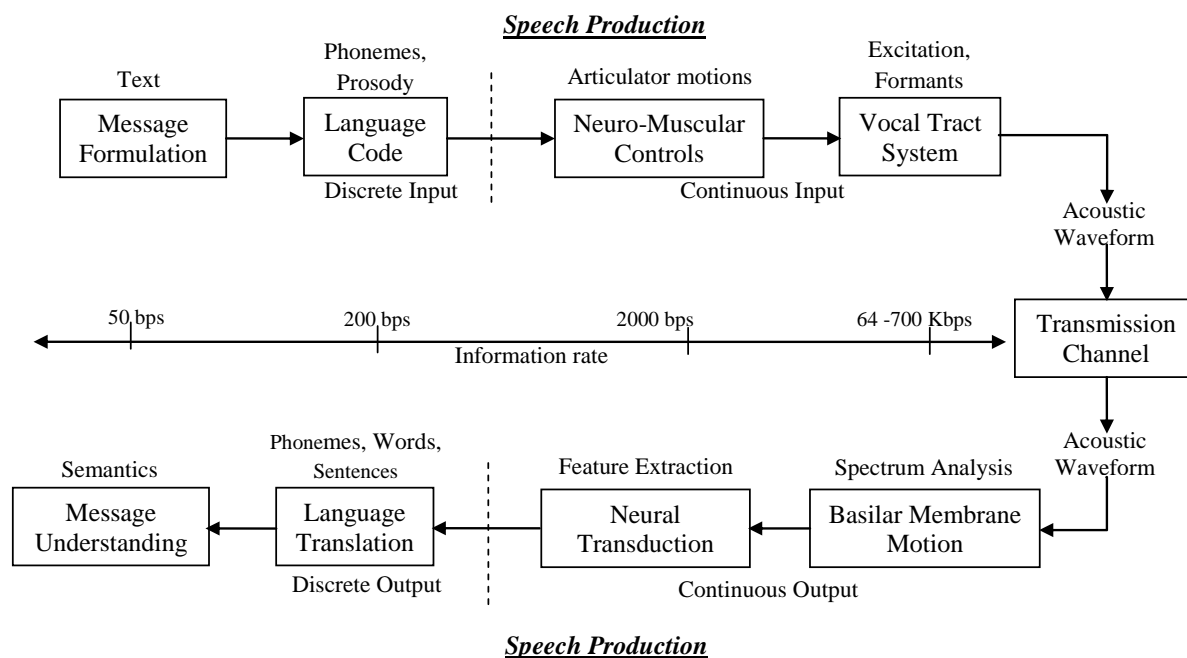 Speech Production
Text
Phonemes,
Prosody
Articulator motions
Excitation,
Formants
Message
Formulation
Language
Code
Neuro-Muscular
Controls
Vocal Tract
System
Discrete Input
Continuous Input
Acoustic
Waveform
50 bps
200 bps
2000 bps
64 -700 Kbps
Information rate
Transmission
Channel
Acoustic
Waveform
Semantics
Phonemes, Words,
Sentences
Feature Extraction
Spectrum Analysis
Message
Understanding
Language
Translation
Neural
Transduction
Basilar Membrane
Motion
Discrete Output
Continuous Output
Speech Production